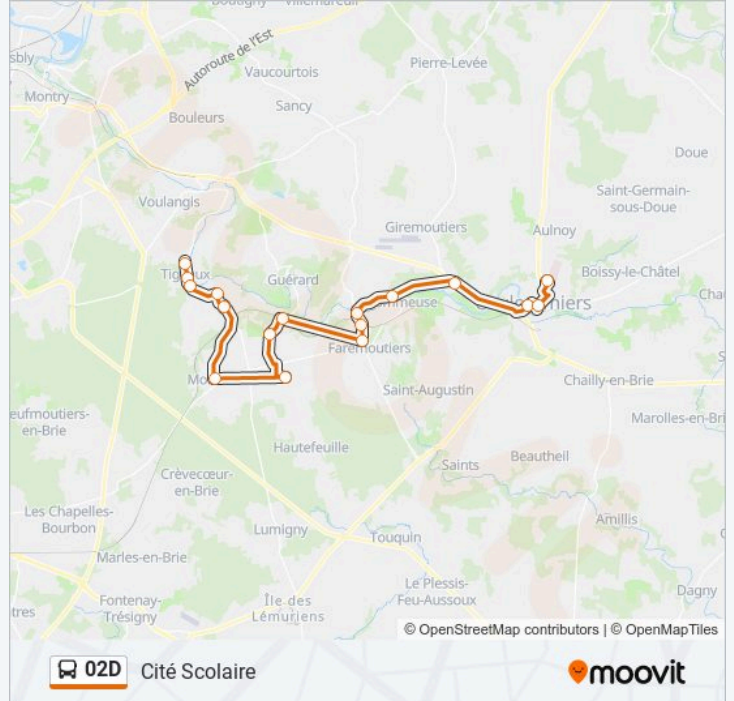 Autoroute de l'Est
Pierre-Levée
Vaucourtois
Montry
Sancy
Bouleurs
Doue
Saint-Germain-
sous-Doue
Voulangis
Giremoutiers
Aulnoy
Guérard
Boissy-le-Châtel
Faremoutiers
Chailly-en-Brie
Saint-Augustin
en-Brie
Marolles-en-Bri
Hautefeuille
Beautheil
Saints
Crèvecœur-
en-Brie
Les Chapelles-
Bourbon
Amillis
Lumigny
Touquin
Marles-en-Brie
Le Plessis-
Feu-Aussoux
Dagny
Fontenay-
Trésigny
Île des
Lémuriens
© OpenStreetMap contributors | © OpenMapTiles
02D Cité Scolaire
moovit